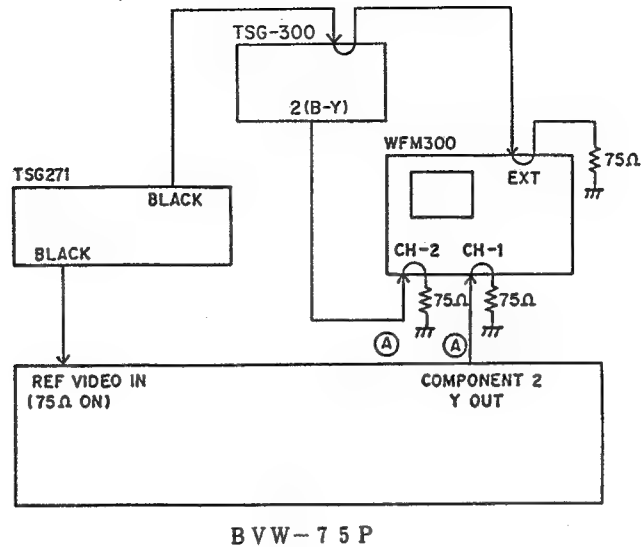 TSG-300
2(B-Y)
WFM300
EXT
75Ω
TSG271
BLACK
BLACK
CH-2 CH-1
75Ω 75Ω
Ⓐ Ⓐ
REF VIDEO IN
(75Ω ON)
COMPONENT 2
Y OUT
BVW-75P